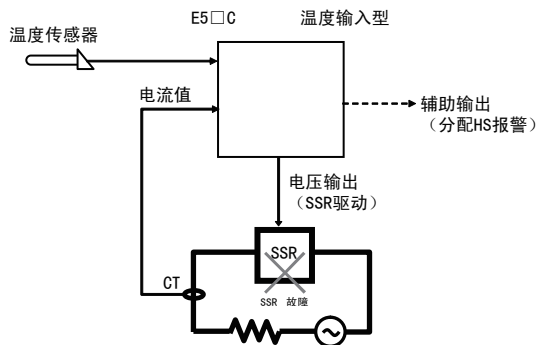 E5□C 温度输入型
温度传感器
电流值
辅助输出
（分配HS报警）
电压输出
（SSR驱动）
SSR
CT
SSR 故障